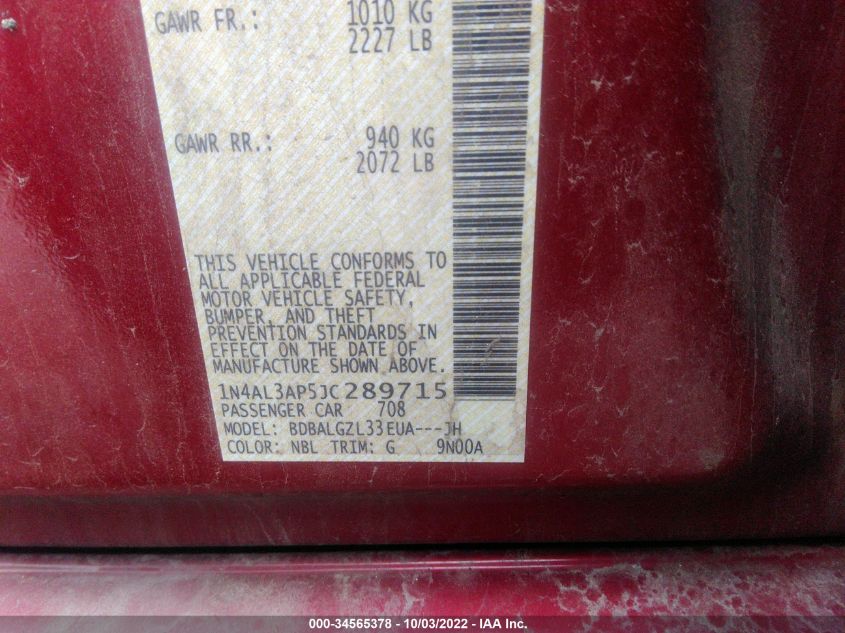 GAWR FR.: 1010 KG
2227 LB
GAWR RR.: 940 KG
2072 LB
THIS VEHICLE CONFORMS TO
ALL APPLICABLE FEDERAL
MOTOR VEHICLE SAFETY,
BUMPER, AND THEFT
PREVENTION STANDARDS IN
EFFECT ON THE DATE OF
MANUFACTURE SHOWN ABOVE.
1N4AL3AP5JC289715
PASSENGER CAR 708
MODEL: BDBALGZL33EUA---JH
COLOR: NBL TRIM: G 9N00A
000-34565378 - 10/03/2022 - IAA Inc.